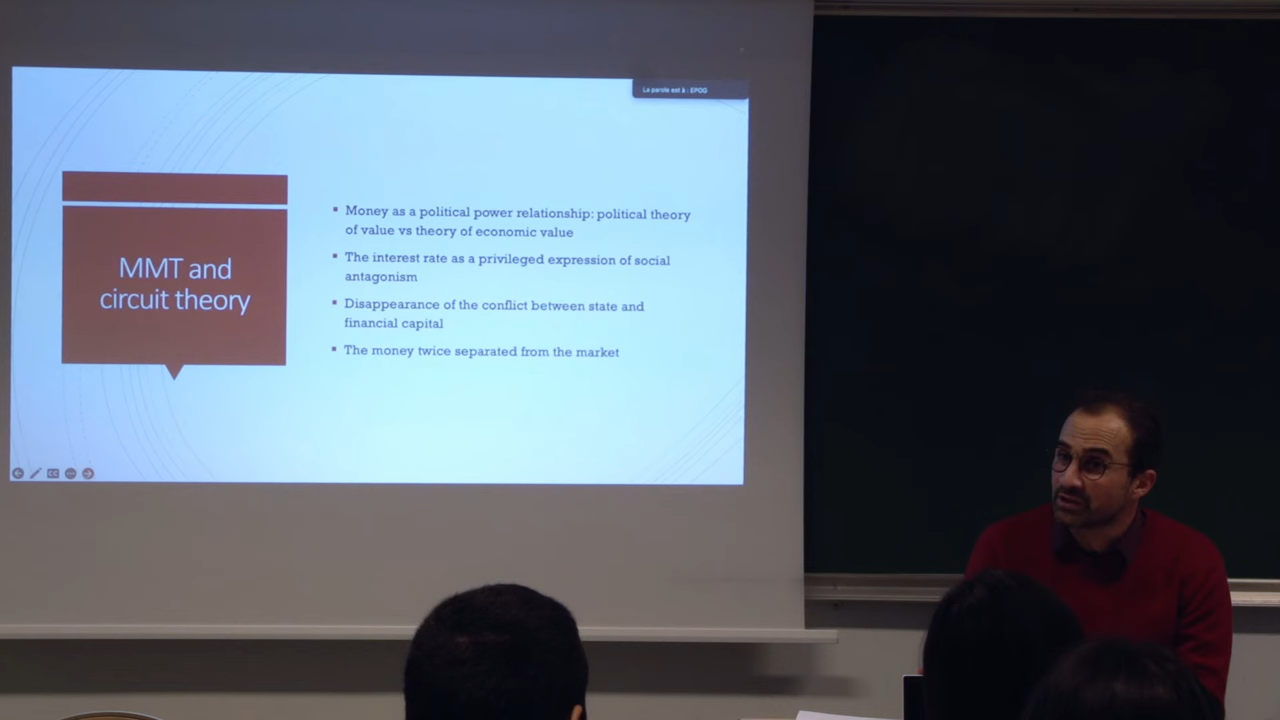 La parole est à : EPOG
MMT and
circuit theory
Money as a political power relationship: political theory
of value vs theory of economic value
The interest rate as a privileged expression of social
antagonism
Disappearance of the conflict between state and
financial capital
The money twice separated from the market